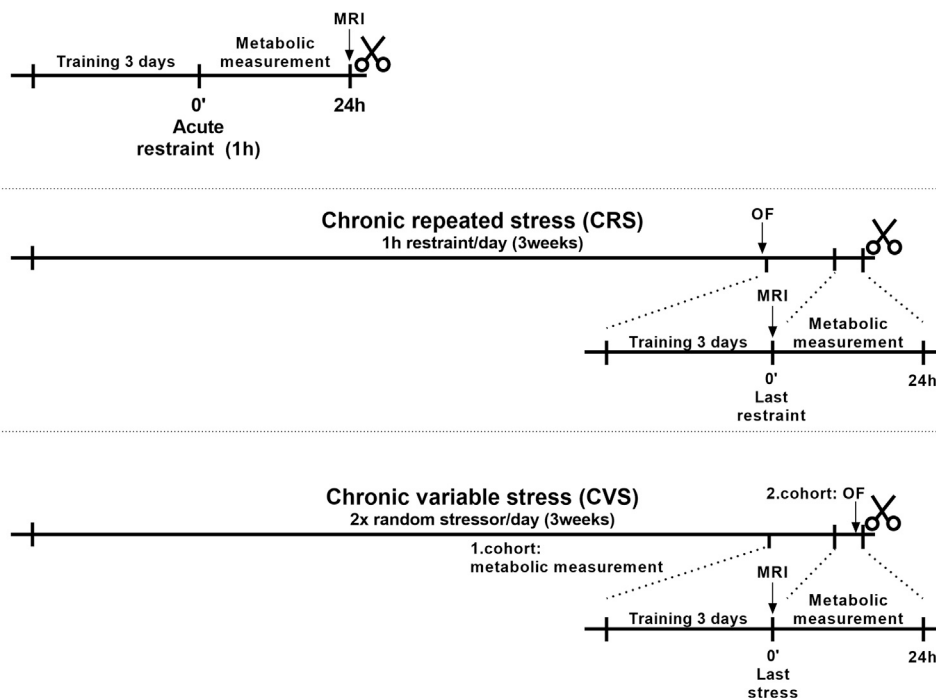 MRI
Metabolic
measurement
Training 3 days
0'
24h
Acute
restraint (1h)
OF
Chronic repeated stress (CRS)
1h restraint/day (3weeks)
MRI
Metabolic
measurement
Training 3 days
0'
24h
Last
restraint
2.cohort: OF
Chronic variable stress (CVS)
2x random stressor/day (3weeks)
1.cohort:
metabolic measurement
MRI
Metabolic
measurement
Training 3 days
0'
24h
Last
stress